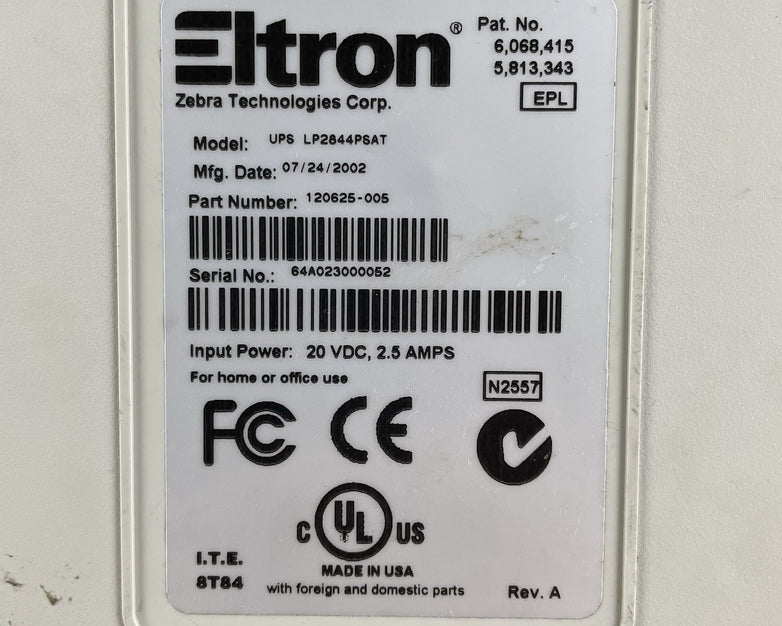 Eltron®
Pat. No.
6,068,415
5,813,343
Zebra Technologies Corp.
EPL
Model: UPS LP2844PSAT
Mfg. Date: 07/24/2002
Part Number: 120625-005
Serial No.: 64A023000052
Input Power: 20 VDC, 2.5 AMPS
For home or office use
N2557
FC CE
C UL US
I.T.E.
8T84
MADE IN USA
with foreign and domestic parts
Rev. A